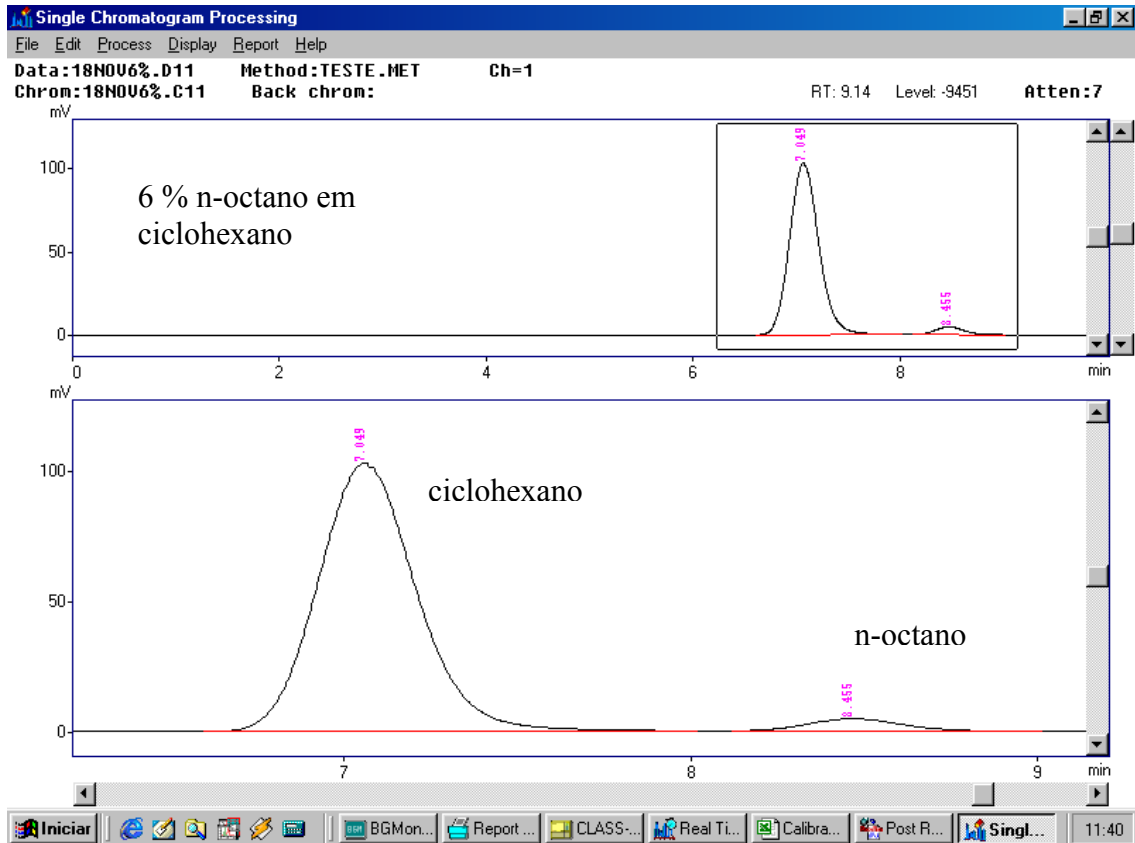 Single Chromatogram Processing
File Edit Process Display Report Help
Data:18NOV6%.D11 Method:TESTE.MET Ch=1
Chrom:18NOV6%.C11 Back chrom: RT: 9.14 Level: -9451 Atten:7
mV
100
50
0
7.049
8.455
6 % n-octano em
ciclohexano
0 2 4 6 8 min
mV
100
50
0
7.049
ciclohexano
n-octano
8.455
7 8 9 min
Iniciar BGMon... Report ... CLASS-... Real Ti... Calibra... Post R... Singl... 11:40